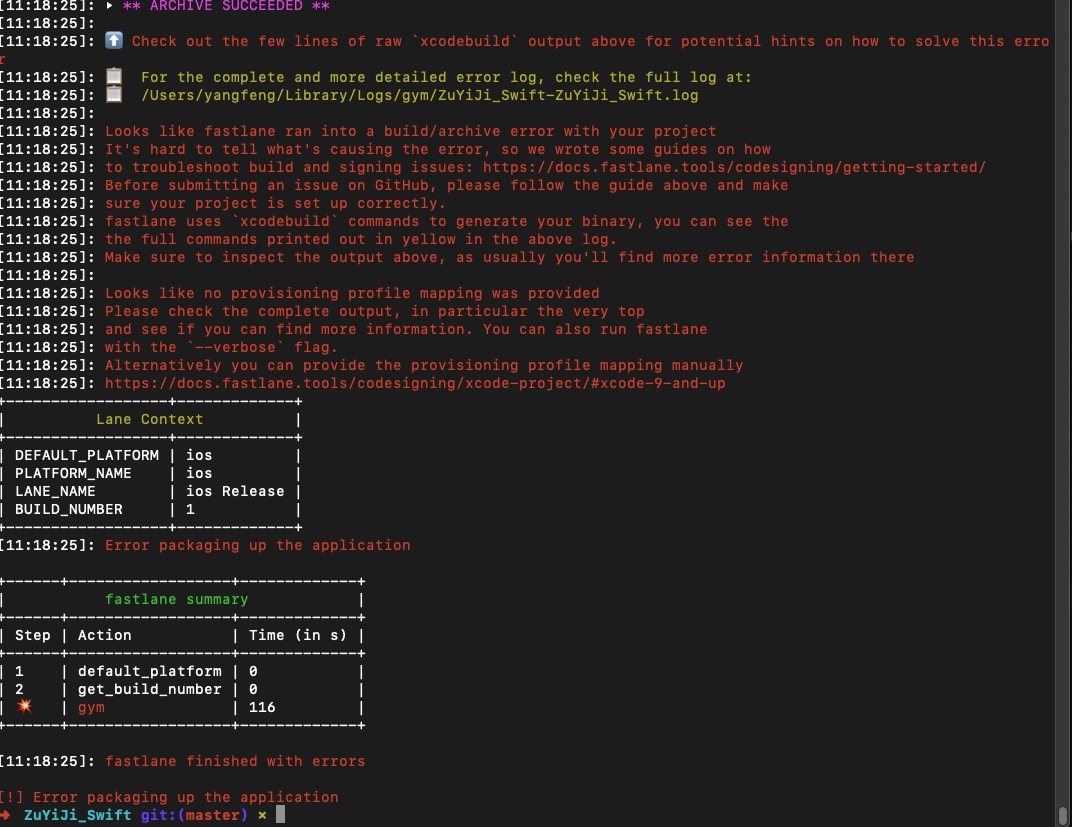 [11:18:25]: ▸ ** ARCHIVE SUCCEEDED **
[11:18:25]:
[11:18:25]: ⬆️ Check out the few lines of raw `xcodebuild` output above for potential hints on how to solve this erro
r
[11:18:25]: 📋 For the complete and more detailed error log, check the full log at:
[11:18:25]: 📋 /Users/yangfeng/Library/Logs/gym/ZuYiJi_Swift-ZuYiJi_Swift.log
[11:18:25]:
[11:18:25]: Looks like fastlane ran into a build/archive error with your project
[11:18:25]: It's hard to tell what's causing the error, so we wrote some guides on how
[11:18:25]: to troubleshoot build and signing issues: https://docs.fastlane.tools/codesigning/getting-started/
[11:18:25]: Before submitting an issue on GitHub, please follow the guide above and make
[11:18:25]: sure your project is set up correctly.
[11:18:25]: fastlane uses `xcodebuild` commands to generate your binary, you can see the
[11:18:25]: the full commands printed out in yellow in the above log.
[11:18:25]: Make sure to inspect the output above, as usually you'll find more error information there
[11:18:25]:
[11:18:25]: Looks like no provisioning profile mapping was provided
[11:18:25]: Please check the complete output, in particular the very top
[11:18:25]: and see if you can find more information. You can also run fastlane
[11:18:25]: with the `--verbose` flag.
[11:18:25]: Alternatively you can provide the provisioning profile mapping manually
[11:18:25]: https://docs.fastlane.tools/codesigning/xcode-project/#xcode-9-and-up
+------------------+-------------+
|          Lane Context          |
+------------------+-------------+
| DEFAULT_PLATFORM | ios         |
| PLATFORM_NAME    | ios         |
| LANE_NAME        | ios Release |
| BUILD_NUMBER     | 1           |
+------------------+-------------+
[11:18:25]: Error packaging up the application
+------+------------------+-------------+
|           fastlane summary            |
+------+------------------+-------------+
| Step | Action           | Time (in s) |
+------+------------------+-------------+
| 1    | default_platform | 0           |
| 2    | get_build_number | 0           |
| 💥   | gym              | 116         |
+------+------------------+-------------+
[11:18:25]: fastlane finished with errors
[!] Error packaging up the application
➜ ZuYiJi_Swift git:(master) ×